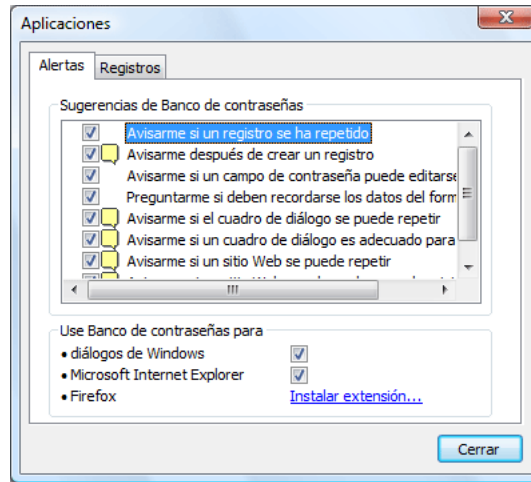 Aplicaciones
Alertas Registros
Sugerencias de Banco de contraseñas
Avisarme si un registro se ha repetido
Avisarme después de crear un registro
Avisarme si un campo de contraseña puede editarse
Preguntarme si deben recordarse los datos del form
Avisarme si el cuadro de diálogo se puede repetir
Avisarme si un cuadro de diálogo es adecuado para
Avisarme si un sitio Web se puede repetir
Use Banco de contraseñas para
• diálogos de Windows
• Microsoft Internet Explorer
• Firefox Instalar extensión...
Cerrar